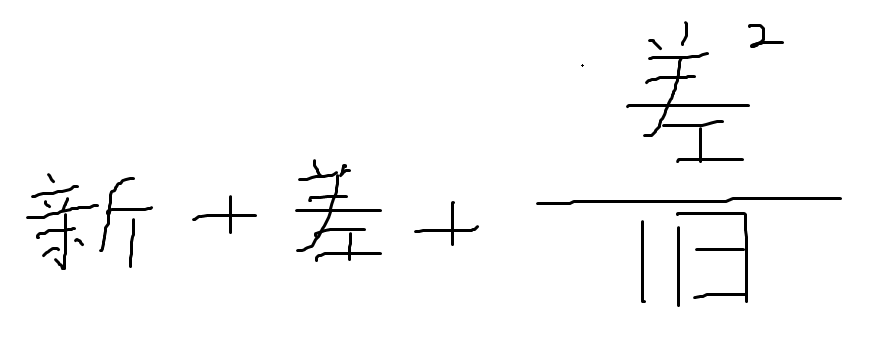 新 + 差 + 差² / 旧